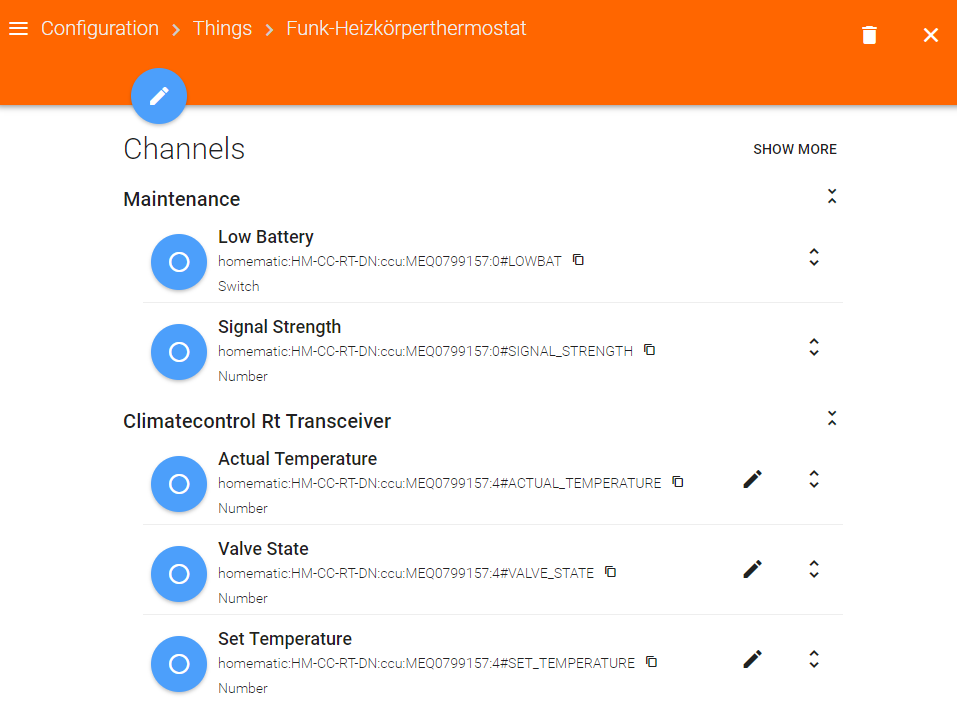 Configuration > Things > Funk-Heizkörperthermostat
Channels
SHOW MORE
Maintenance
Low Battery
homematic:HM-CC-RT-DN:ccu:MEQ0799157:0#LOWBAT
Switch
Signal Strength
homematic:HM-CC-RT-DN:ccu:MEQ0799157:0#SIGNAL_STRENGTH
Number
Climatecontrol Rt Transceiver
Actual Temperature
homematic:HM-CC-RT-DN:ccu:MEQ0799157:4#ACTUAL_TEMPERATURE
Number
Valve State
homematic:HM-CC-RT-DN:ccu:MEQ0799157:4#VALVE_STATE
Number
Set Temperature
homematic:HM-CC-RT-DN:ccu:MEQ0799157:4#SET_TEMPERATURE
Number